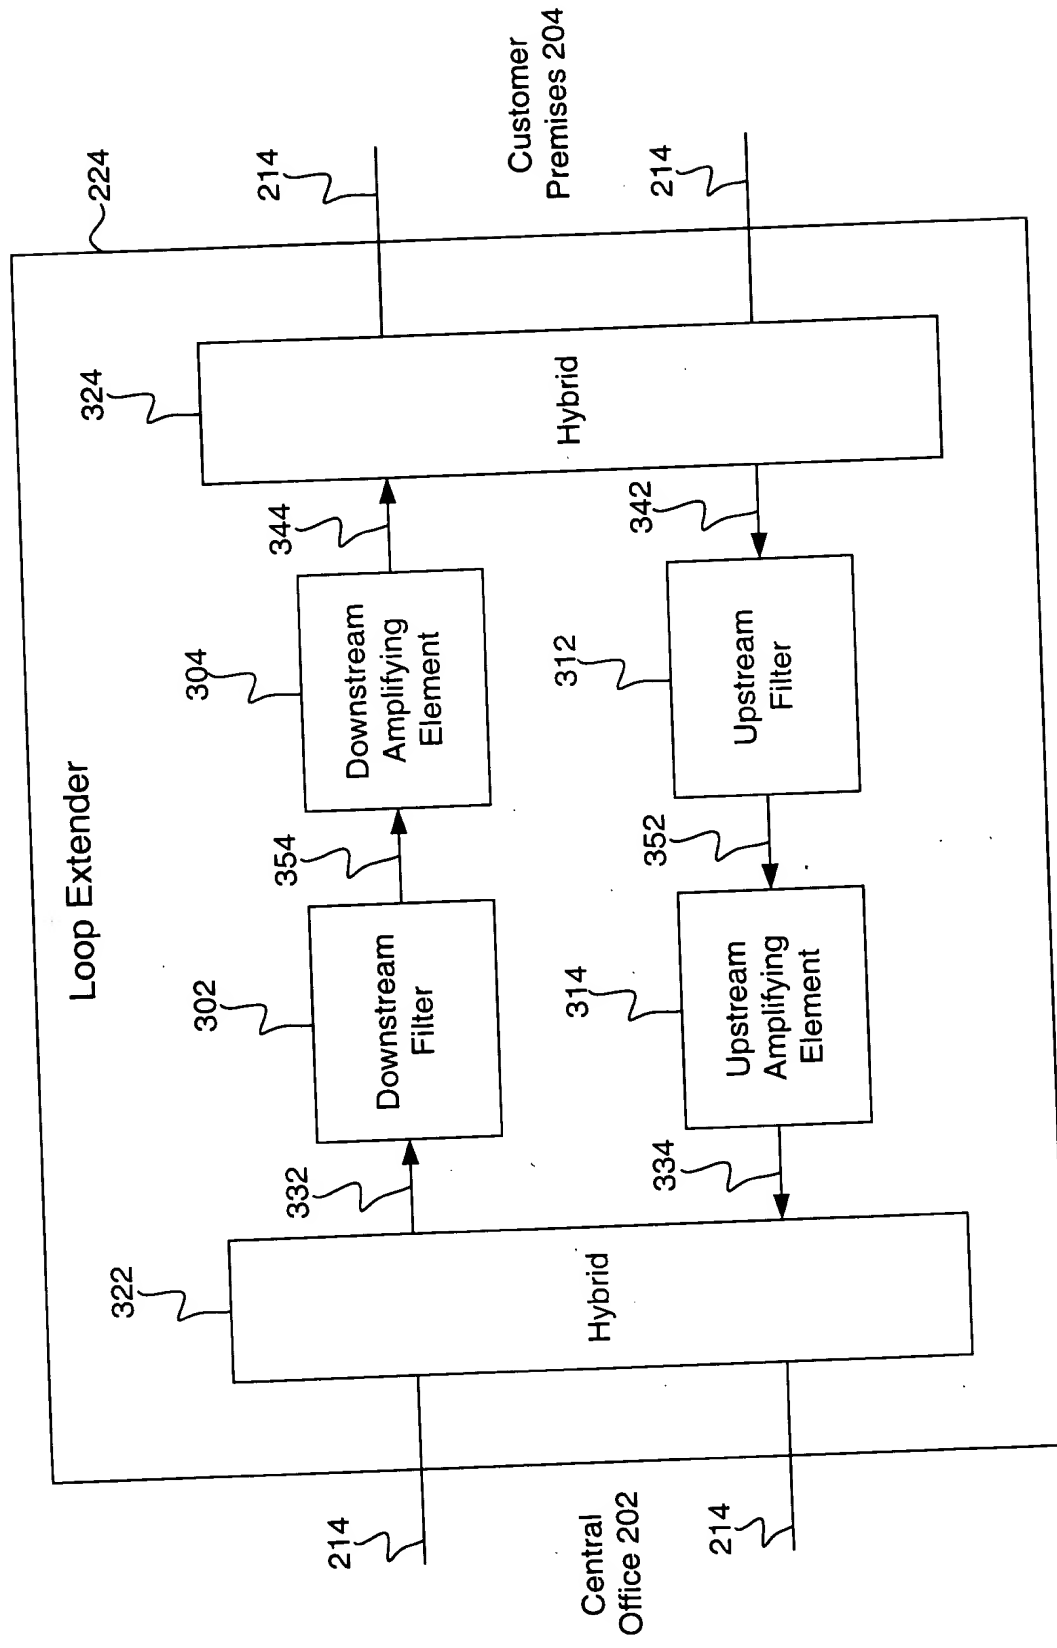 Loop Extender
224
322
302
304
324
332
354
344
Hybrid
Downstream
Filter
Downstream
Amplifying
Element
Hybrid
214
214
Central
Office 202
Customer
Premises 204
214
214
334
314
352
312
342
Upstream
Amplifying
Element
Upstream
Filter